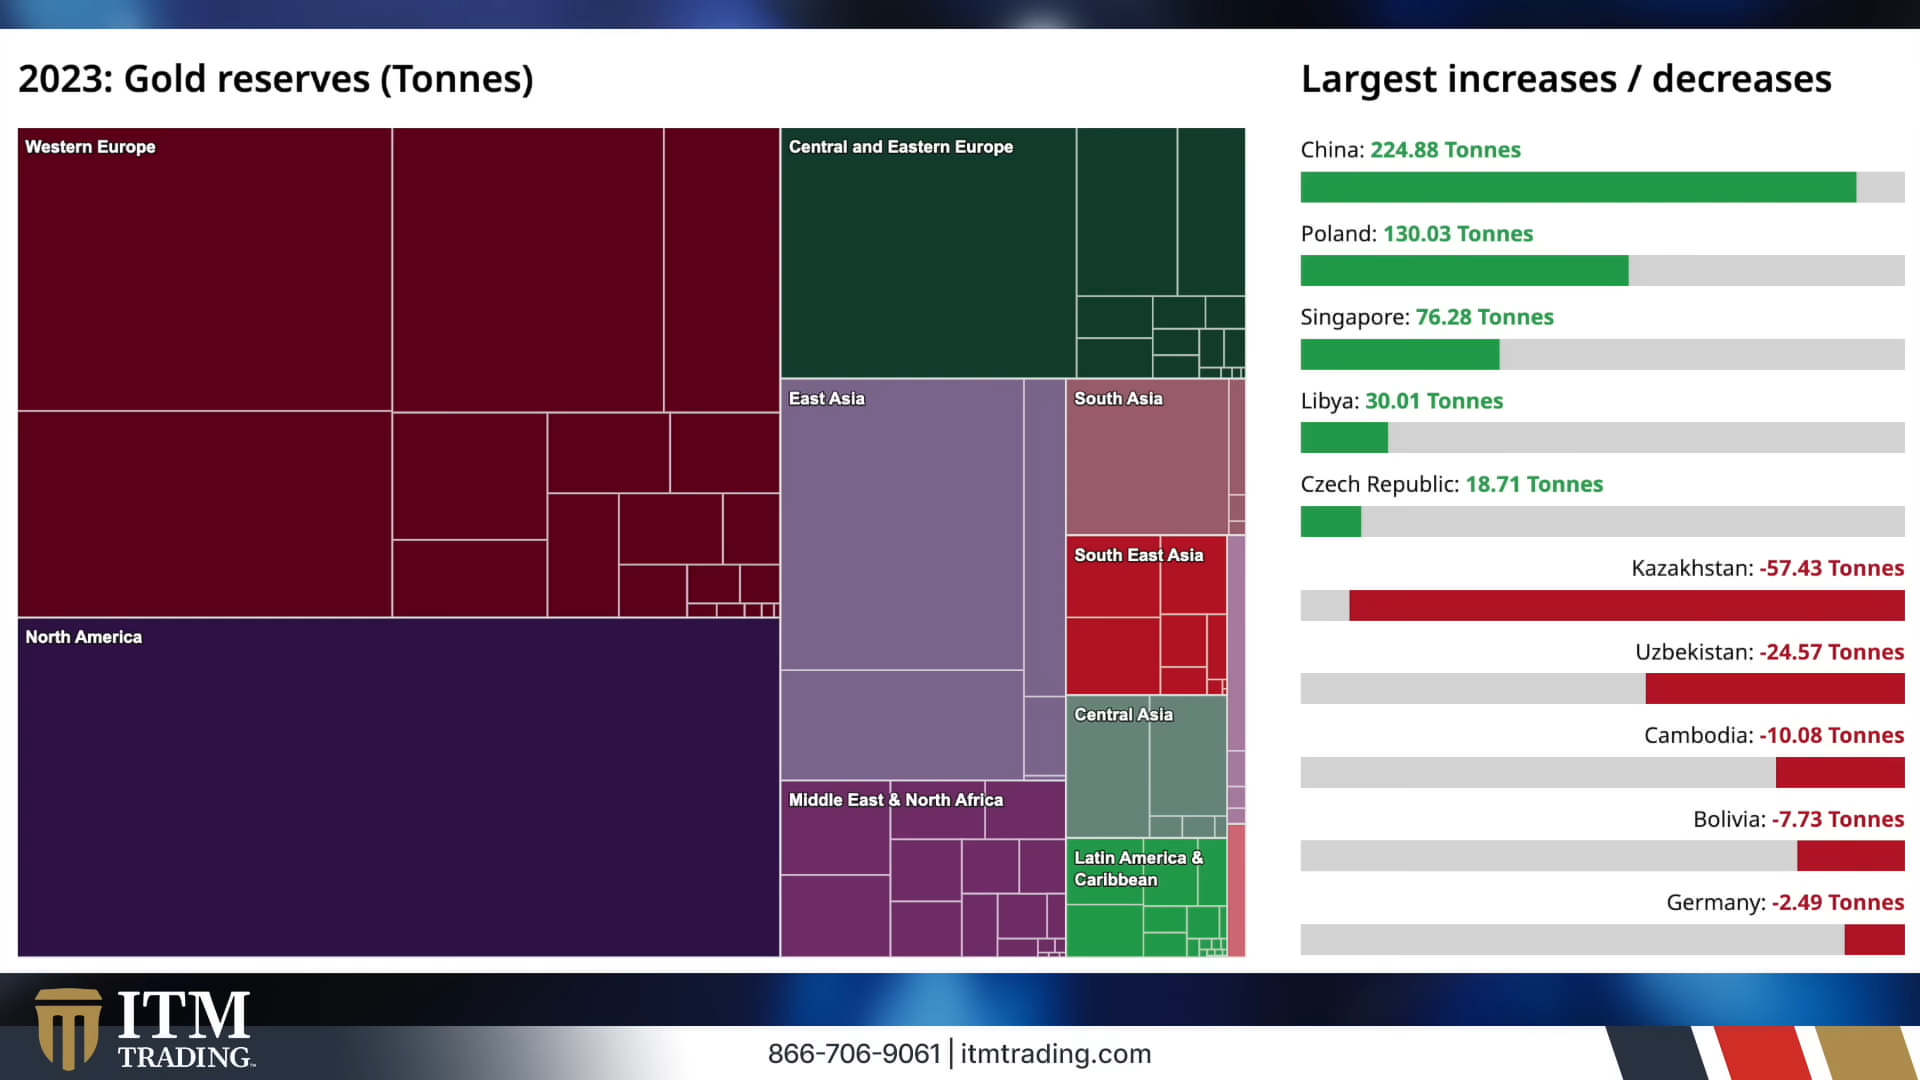 2023: Gold reserves (Tonnes)
Western Europe
North America
Central and Eastern Europe
East Asia
South Asia
South East Asia
Central Asia
Middle East & North Africa
Latin America &
Caribbean
Largest increases / decreases
China: 224.88 Tonnes
Poland: 130.03 Tonnes
Singapore: 76.28 Tonnes
Libya: 30.01 Tonnes
Czech Republic: 18.71 Tonnes
Kazakhstan: -57.43 Tonnes
Uzbekistan: -24.57 Tonnes
Cambodia: -10.08 Tonnes
Bolivia: -7.73 Tonnes
Germany: -2.49 Tonnes
ITM
TRADING™
866-706-9061 | itmtrading.com